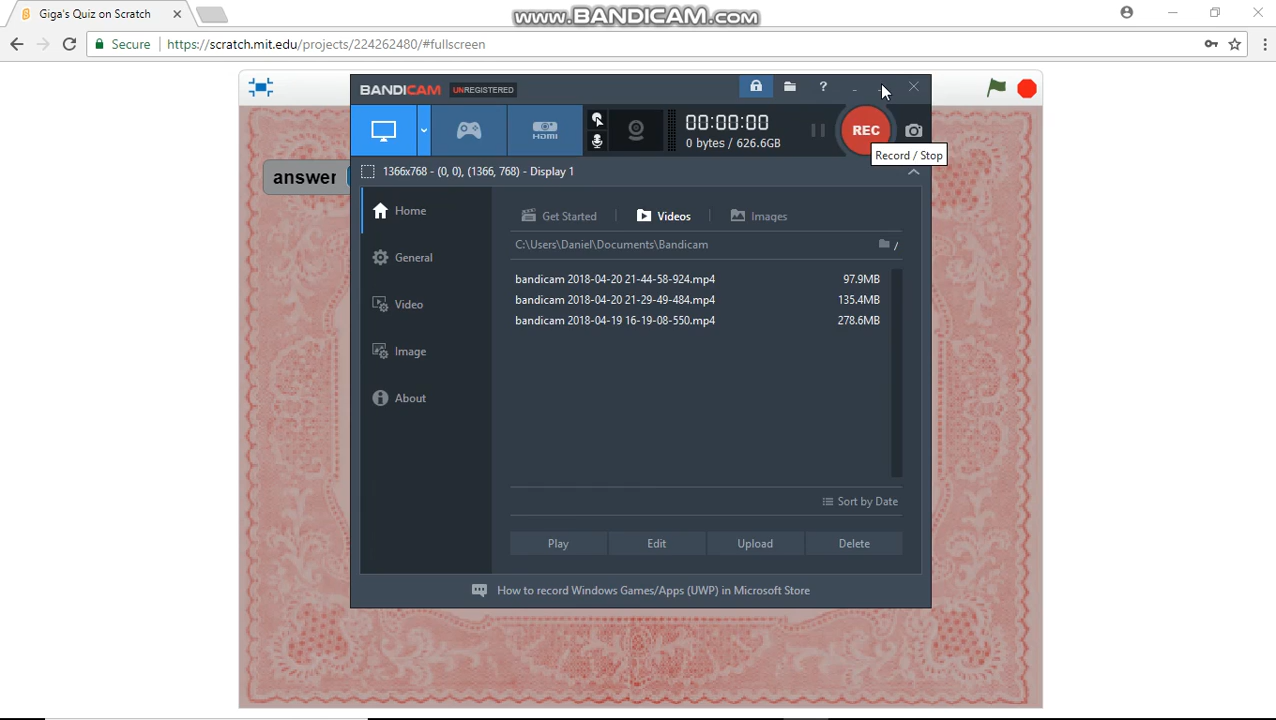 Giga's Quiz on Scratch
www.BANDICAM.com
Secure https://scratch.mit.edu/projects/224262480/#fullscreen
BANDICAM UNREGISTERED ?
HDMI 00:00:00 REC
0 bytes / 626.6GB
Record / Stop
1366x768 - (0, 0), (1366, 768) - Display 1
answer
Home
General
Video
Image
About
Get Started Videos Images
C:\Users\Daniel\Documents\Bandicam /
bandicam 2018-04-20 21-44-58-924.mp4 97.9MB
bandicam 2018-04-20 21-29-49-484.mp4 135.4MB
bandicam 2018-04-19 16-19-08-550.mp4 278.6MB
Sort by Date
Play Edit Upload Delete
How to record Windows Games/Apps (UWP) in Microsoft Store